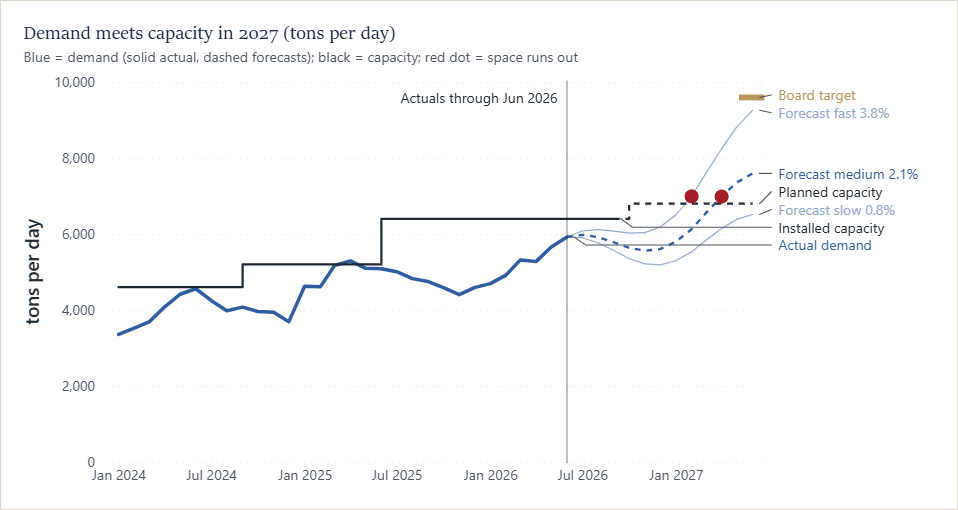 Demand meets capacity in 2027 (tons per day)
Blue = demand (solid actual, dashed forecasts); black = capacity; red dot = space runs out
10,000
8,000
6,000
4,000
2,000
0
tons per day
Actuals through Jun 2026
Board target
Forecast fast 3.8%
Forecast medium 2.1%
Planned capacity
Forecast slow 0.8%
Installed capacity
Actual demand
Jan 2024
Jul 2024
Jan 2025
Jul 2025
Jan 2026
Jul 2026
Jan 2027